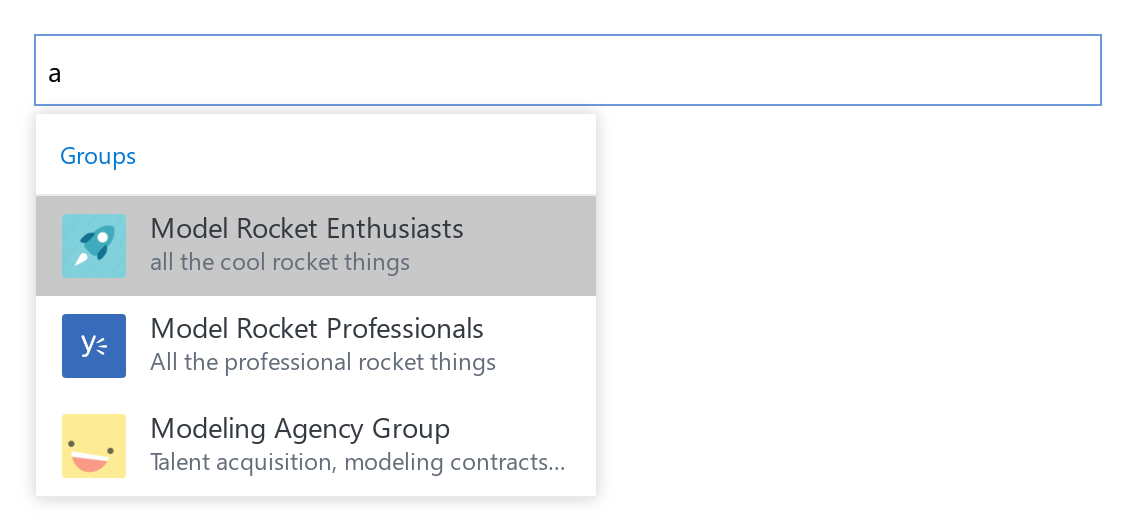 a
Groups
Model Rocket Enthusiasts
all the cool rocket things
Model Rocket Professionals
All the professional rocket things
Modeling Agency Group
Talent acquisition, modeling contracts...